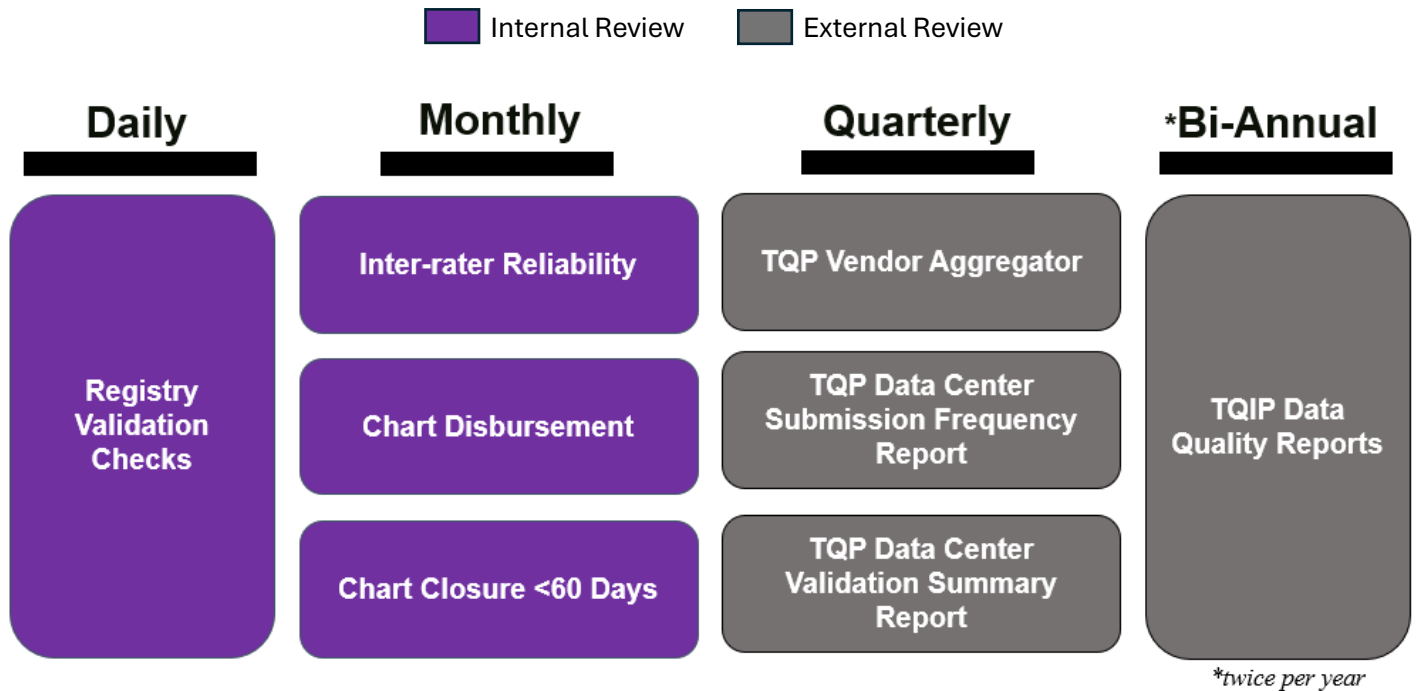 Internal Review
External Review
Daily
Monthly
Quarterly
*Bi-Annual
Registry
Validation
Checks
Inter-rater Reliability
Chart Disbursement
Chart Closure <60 Days
TQP Vendor Aggregator
TQP Data Center
Submission Frequency
Report
TQP Data Center
Validation Summary
Report
TQIP Data
Quality Reports
*twice per year